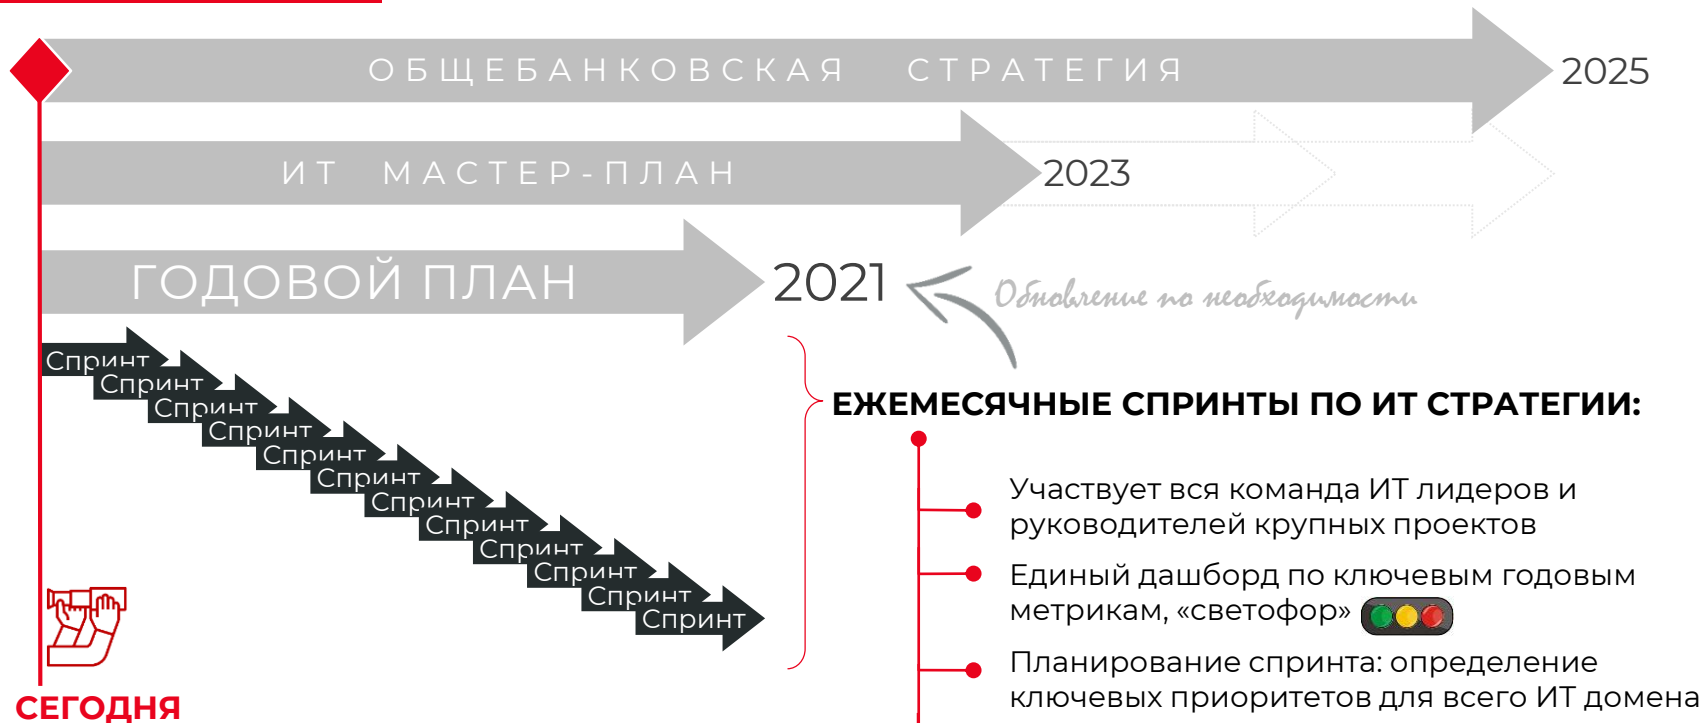 ОБЩЕБАНКОВСКАЯ СТРАТЕГИЯ
2025
ИТ МАСТЕР-ПЛАН
2023
ГОДОВОЙ ПЛАН
2021
Обновление по необходимости
Спринт
Спринт
Спринт
Спринт
Спринт
Спринт
Спринт
Спринт
Спринт
Спринт
Спринт
Спринт
СЕГОДНЯ
ЕЖЕМЕСЯЧНЫЕ СПРИНТЫ ПО ИТ СТРАТЕГИИ:
Участвует вся команда ИТ лидеров и
руководителей крупных проектов
Единый дашборд по ключевым годовым
метрикам, «светофор»
Планирование спринта: определение
ключевых приоритетов для всего ИТ домена